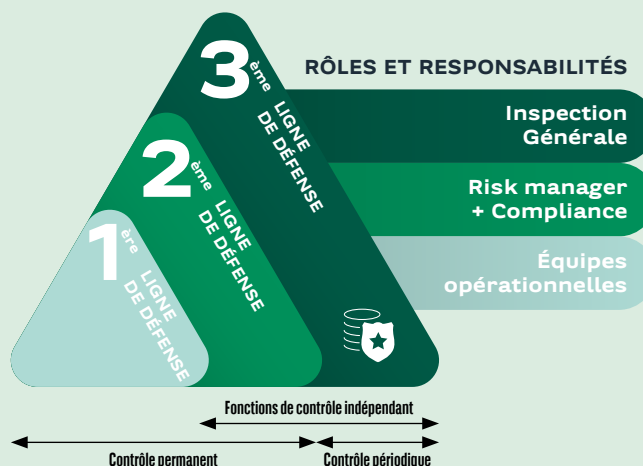 3ème LIGNE
DE DÉFENSE
2ème LIGNE
DE DÉFENSE
1ère LIGNE
DE DÉFENSE
RÔLES ET RESPONSABILITÉS
Inspection
Générale
Risk manager
+ Compliance
Équipes
opérationnelles
Fonctions de contrôle indépendant
Contrôle permanent
Contrôle périodique